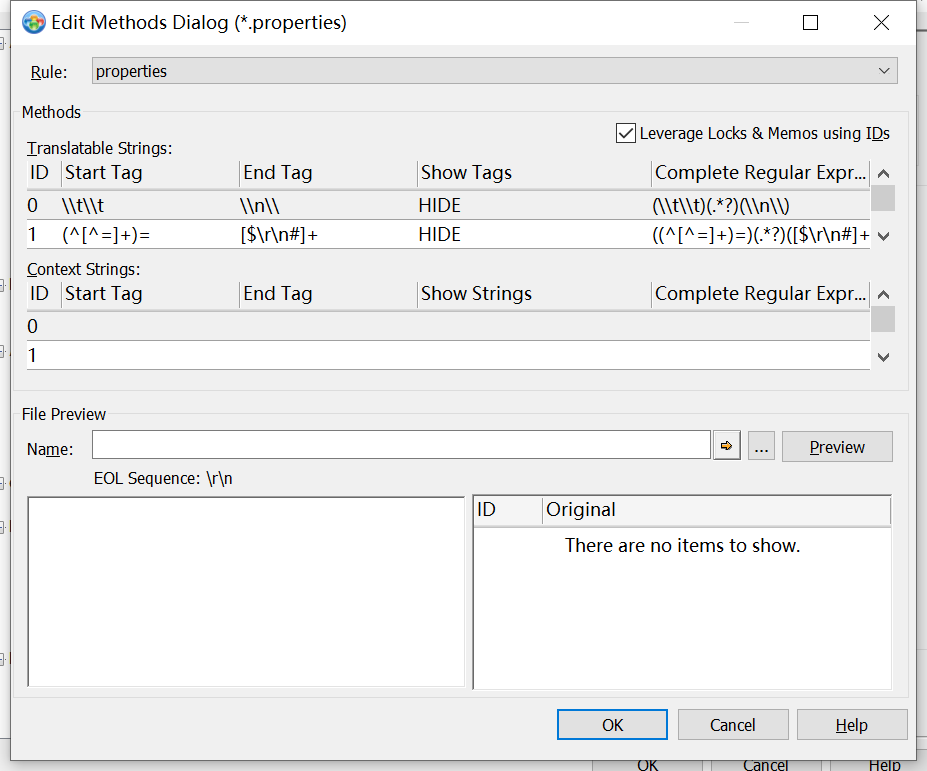 Edit Methods Dialog (*.properties)
Rule: properties
Methods
Leverage Locks & Memos using IDs
Translatable Strings:
ID Start Tag End Tag Show Tags Complete Regular Expr...
0 \\t\\t \\n\\ HIDE (\\t\\t)(.*?)(\\n\\)
1 (^[^=]+)= [$\r\n#]+ HIDE ((^[^=]+)=)(.*?)([$\r\n#]+
Context Strings:
ID Start Tag End Tag Show Strings Complete Regular Expr...
0
1
File Preview
Name: ... Preview
EOL Sequence: \r\n
ID Original
There are no items to show.
OK Cancel Help
OK Cancel Help